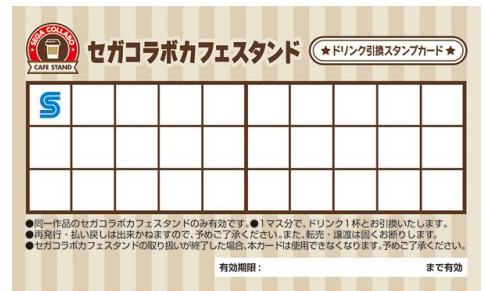 SEGA COLLABO
CAFE STAND
セガコラボカフェスタンド
★ドリンク引換スタンプカード★
S
●同一作品のセガコラボカフェスタンドのみ有効です。●1マス分で、ドリンク1杯とお引換いたします。
●再発行・払い戻しは出来かねますので、予めご了承ください。また、転売・譲渡は固くお断りします。
●セガコラボカフェスタンドの取り扱いが終了した場合、本カードは使用できなくなります。予めご了承ください。
有効期限: まで有効